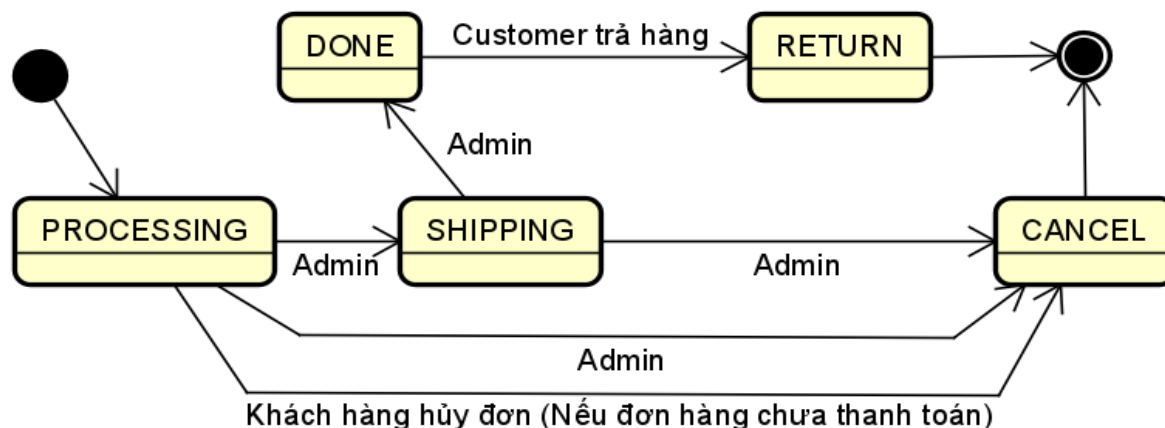 DONE
Customer trả hàng
RETURN
Admin
PROCESSING
Admin
SHIPPING
Admin
CANCEL
Admin
Khách hàng hủy đơn (Nếu đơn hàng chưa thanh toán)